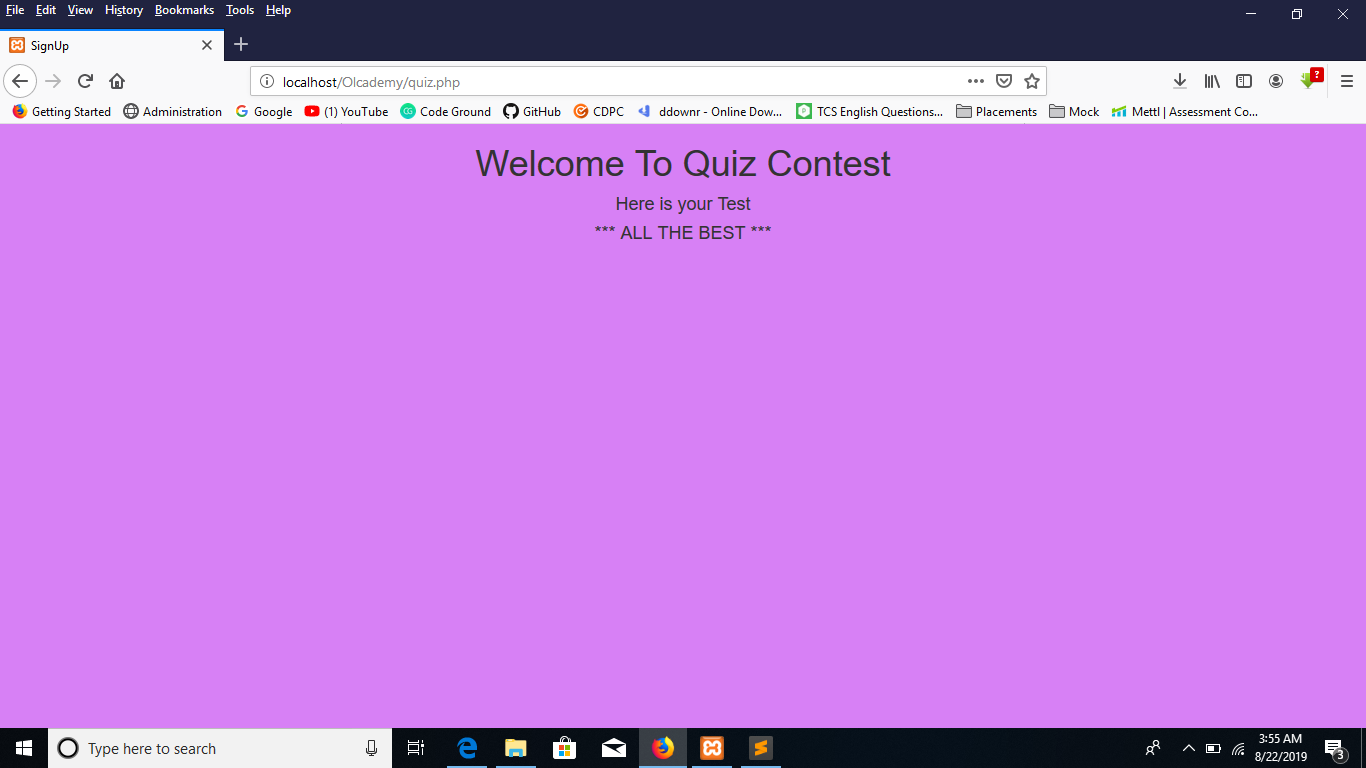 File Edit View History Bookmarks Tools Help
SignUp
localhost/Olcademy/quiz.php
?
Getting Started Administration Google (1) YouTube Code Ground GitHub CDPC ddownr - Online Dow... TCS English Questions... Placements Mock Mettl | Assessment Co...
Welcome To Quiz Contest
Here is your Test
*** ALL THE BEST ***
Type here to search
3:55 AM
8/22/2019
3